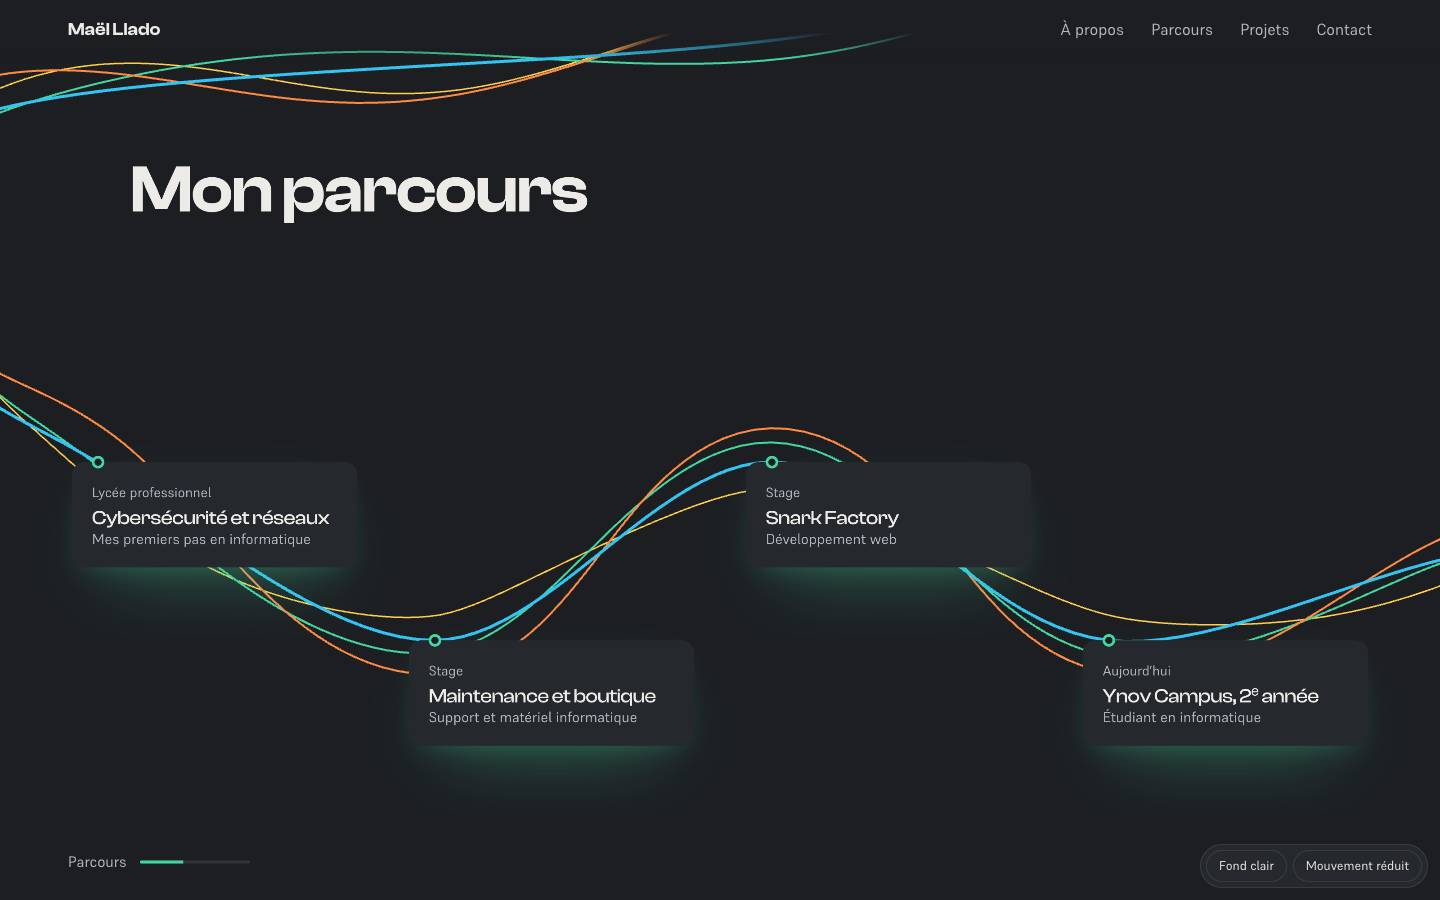 Maël Llado
À propos
Parcours
Projets
Contact
Mon parcours
Lycée professionnel
Cybersécurité et réseaux
Mes premiers pas en informatique
Stage
Maintenance et boutique
Support et matériel informatique
Stage
Snark Factory
Développement web
Aujourd'hui
Ynov Campus, 2ᵉ année
Étudiant en informatique
Parcours
Fond clair
Mouvement réduit